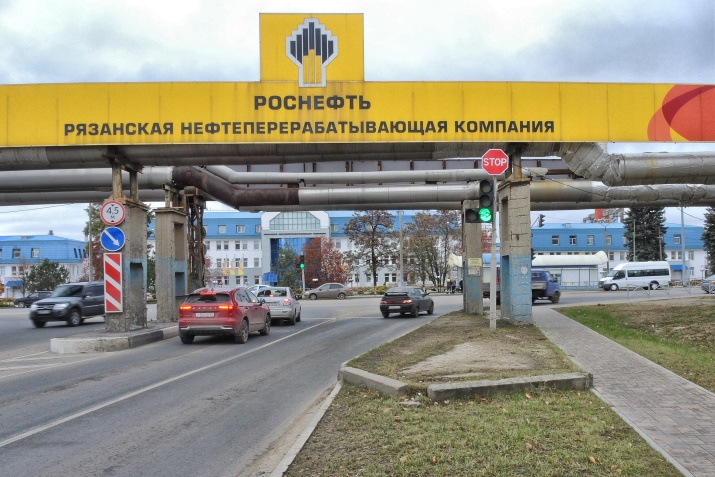 РОСНЕФТЬ
РЯЗАНСКАЯ НЕФТЕПЕРЕРАБАТЫВАЮЩАЯ КОМПАНИЯ
STOP
4,5